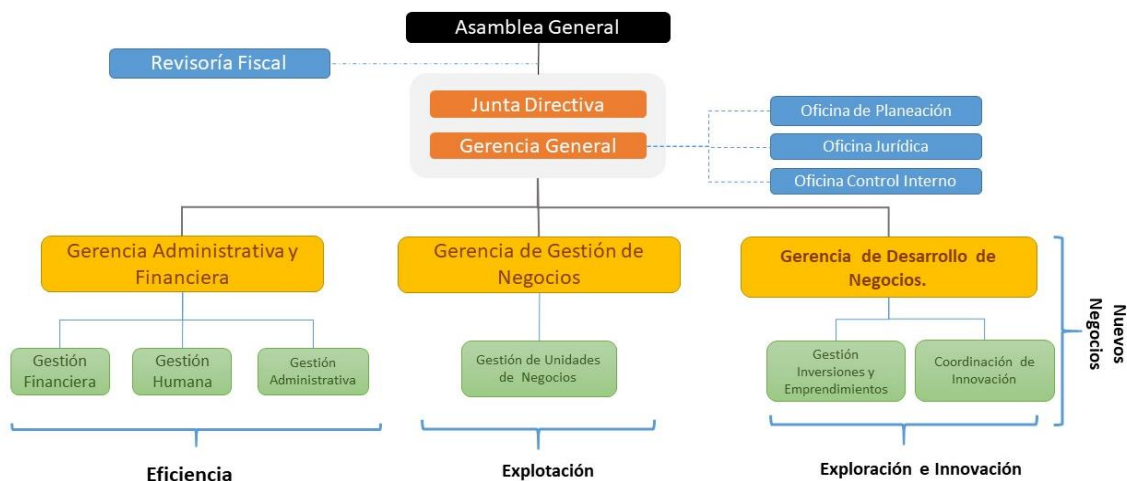 Asamblea General
Revisoría Fiscal
Junta Directiva
Gerencia General
Oficina de Planeación
Oficina Jurídica
Oficina Control Interno
Gerencia Administrativa y
Financiera
Gerencia de Gestión de
Negocios
Gerencia de Desarrollo de
Negocios.
Gestión
Financiera
Gestión
Humana
Gestión
Administrativa
Gestión de Unidades
de Negocios
Gestión
Inversiones y
Emprendimientos
Coordinación de
Innovación
Nuevos
Negocios
Eficiencia
Explotación
Exploración e Innovación